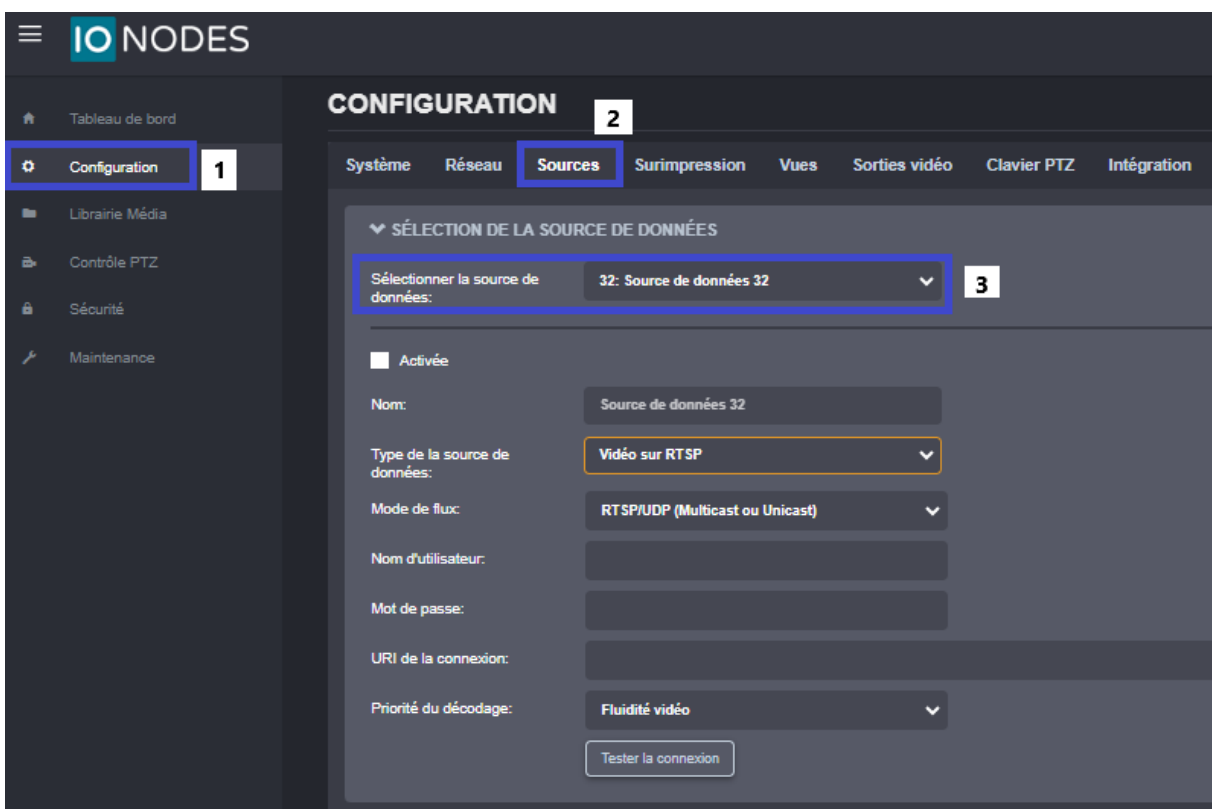 IO NODES
CONFIGURATION
2
Tableau de bord
Configuration
1
Système Réseau Sources Surimpression Vues Sorties vidéo Clavier PTZ Intégration
Librairie Média
SÉLECTION DE LA SOURCE DE DONNÉES
Contrôle PTZ
Sélectionner la source de
données:
32: Source de données 32
3
Sécurité
Maintenance
Activée
Nom:
Source de données 32
Type de la source de
données:
Vidéo sur RTSP
Mode de flux:
RTSP/UDP (Multicast ou Unicast)
Nom d'utilisateur:
Mot de passe:
URI de la connexion:
Priorité du décodage:
Fluidité vidéo
Tester la connexion